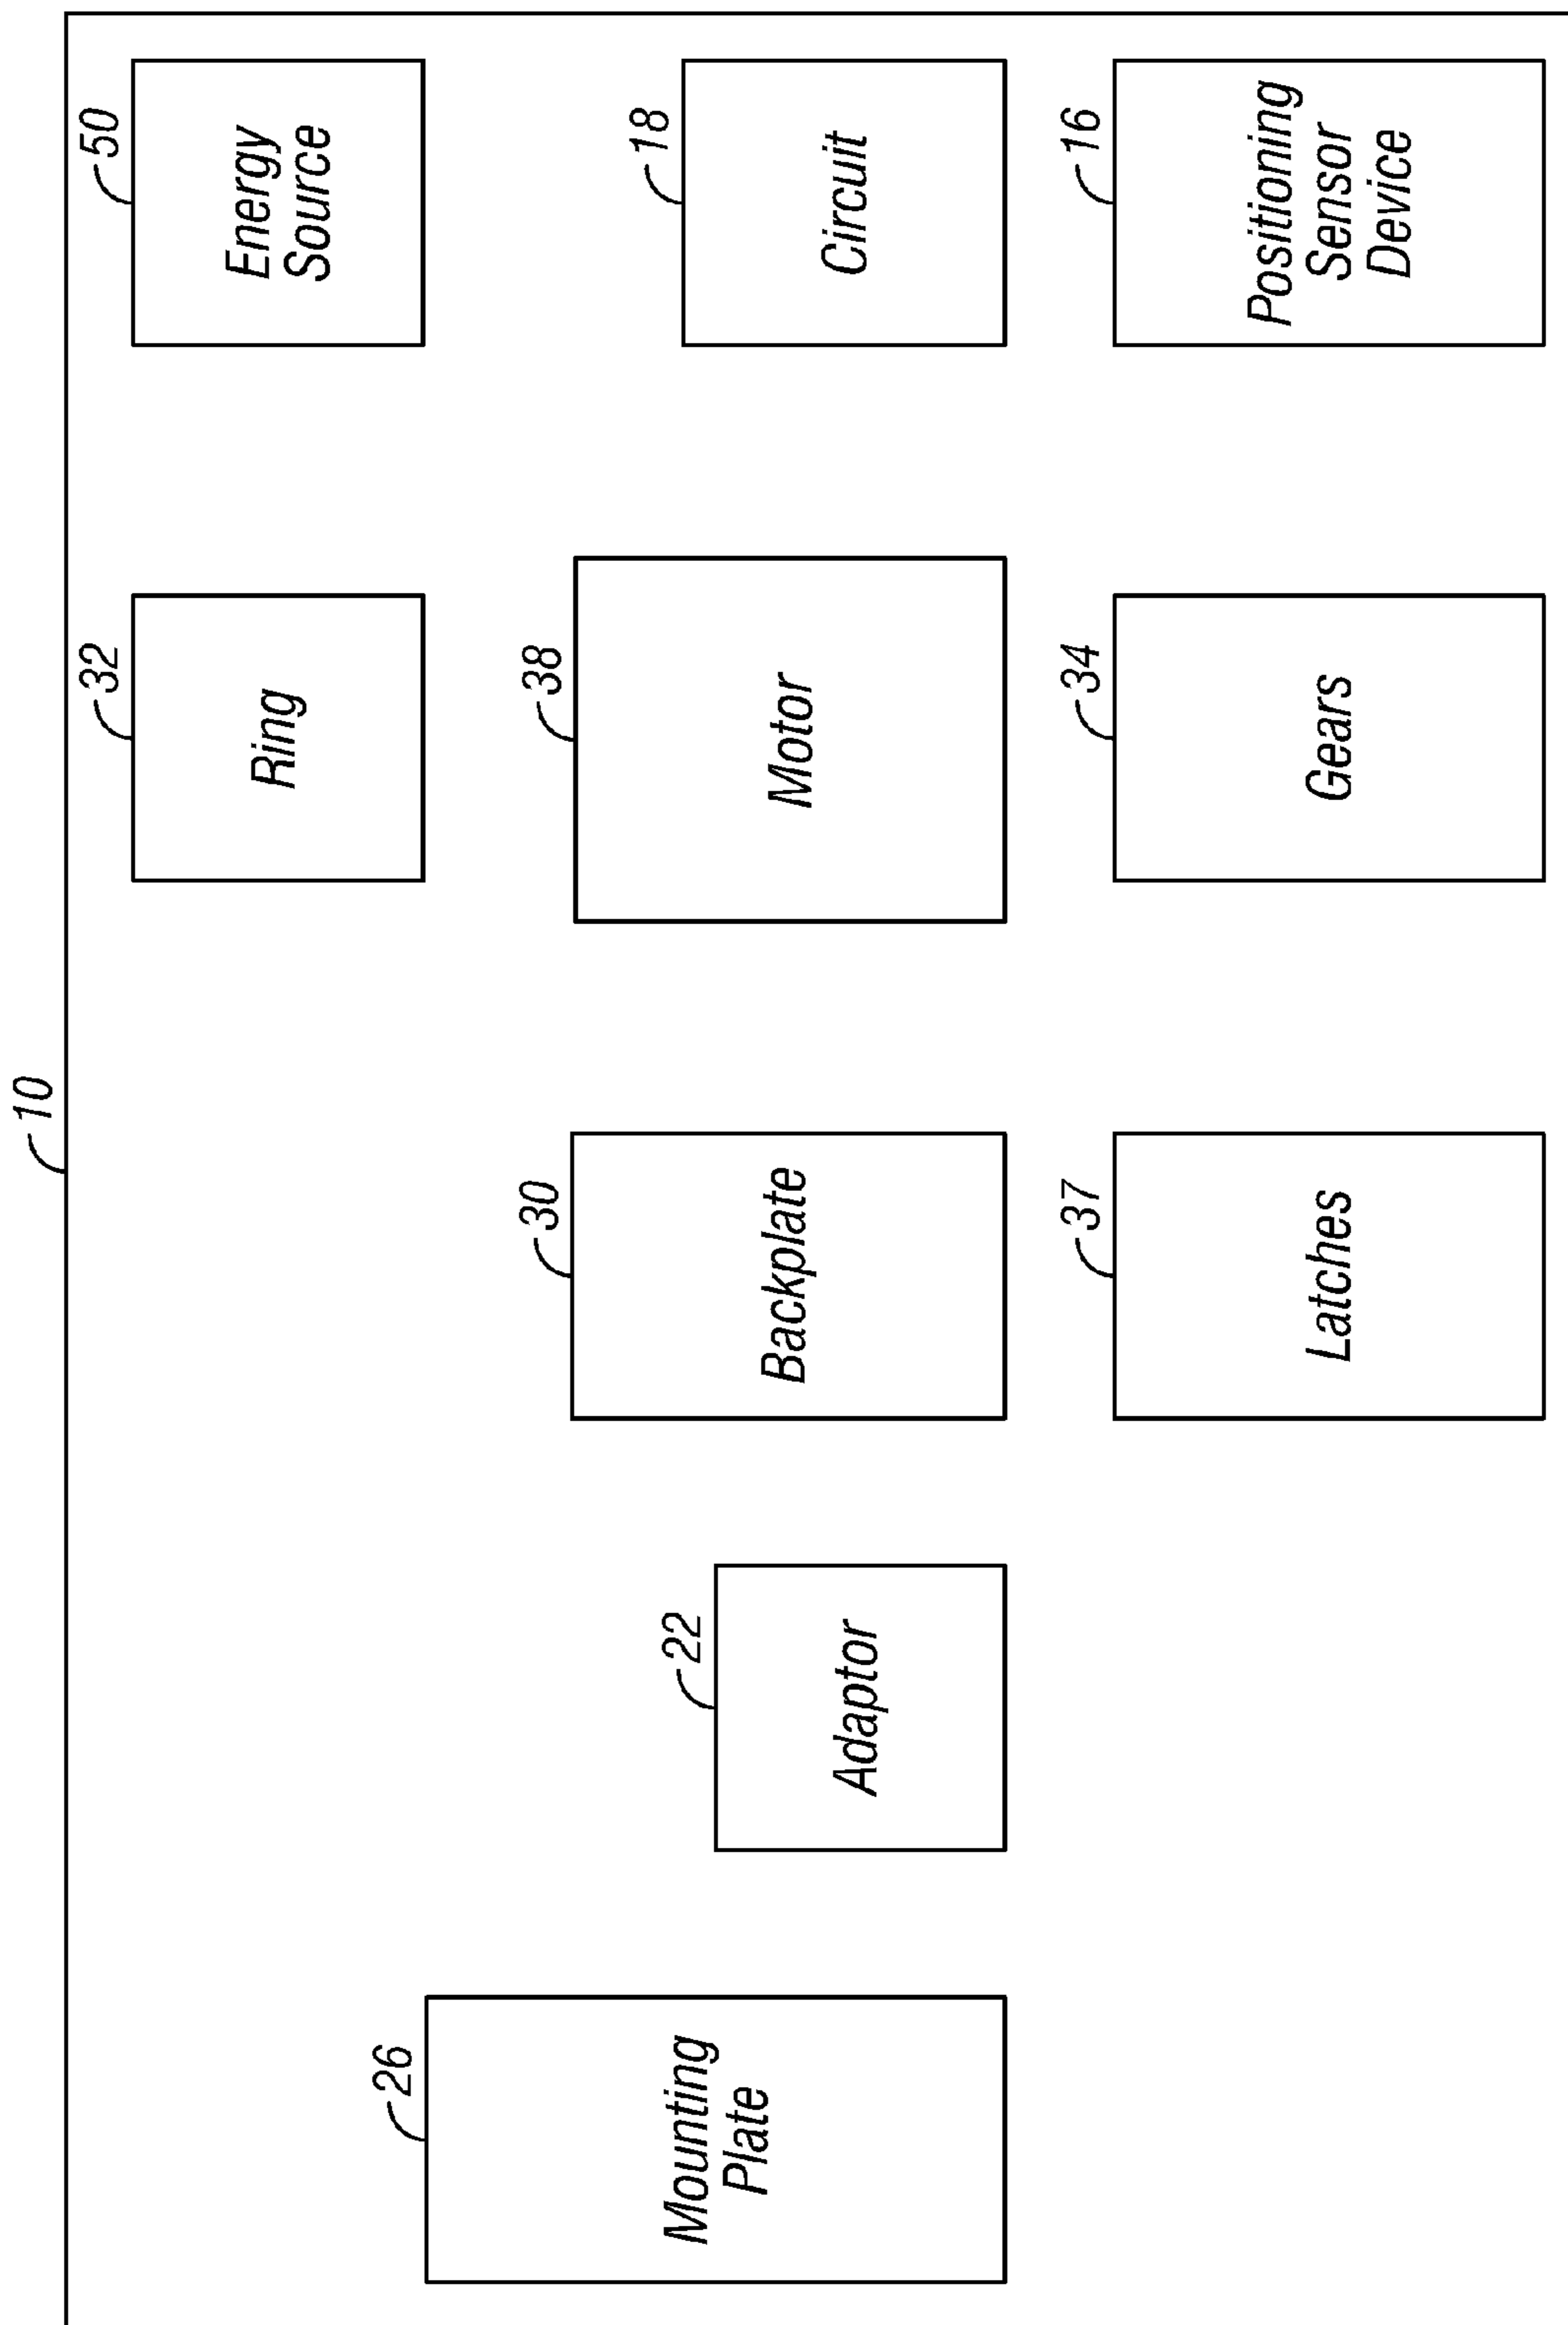 10
32
Ring
50
Energy
Source
26
Mounting
Plate
22
Adaptor
30
Backplate
38
Motor
18
Circuit
37
Latches
34
Gears
16
Positioning
Sensor
Device